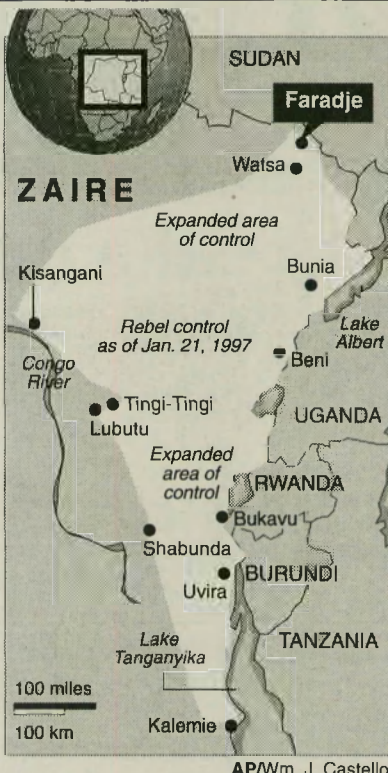 SUDAN
Faradje
Watsa
ZAIRE
Expanded area
of control
Kisangani
Bunia
Rebel control
as of Jan. 21, 1997
Lake
Albert
Beni
Congo
River
Tingi-Tingi
Lubutu
UGANDA
Expanded
area of
control
RWANDA
Bukavu
Shabunda
Uvira
BURUNDI
Lake
Tanganyika
TANZANIA
100 miles
100 km
Kalemie
AP/Wm. J. Castello